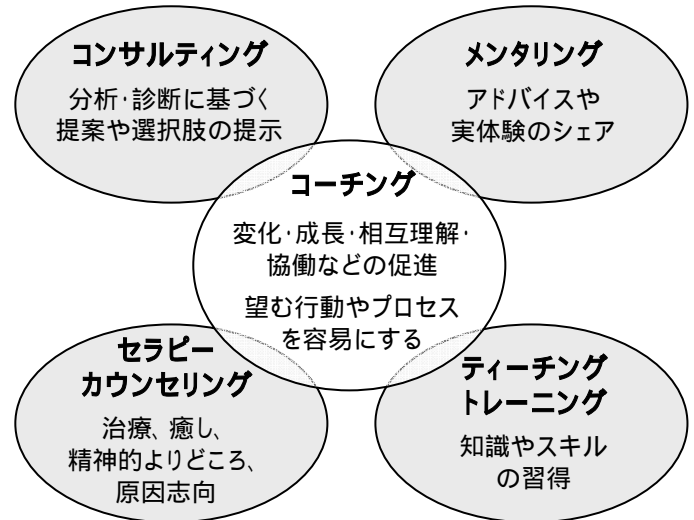 コンサルティング
分析・診断に基づく
提案や選択肢の提示
メンタリング
アドバイスや
実体験のシェア
コーチング
変化・成長・相互理解・
協働などの促進
望む行動やプロセス
を容易にする
セラピー
カウンセリング
治療、癒し、
精神的よりどころ、
原因志向
ティーチング
トレーニング
知識やスキル
の習得